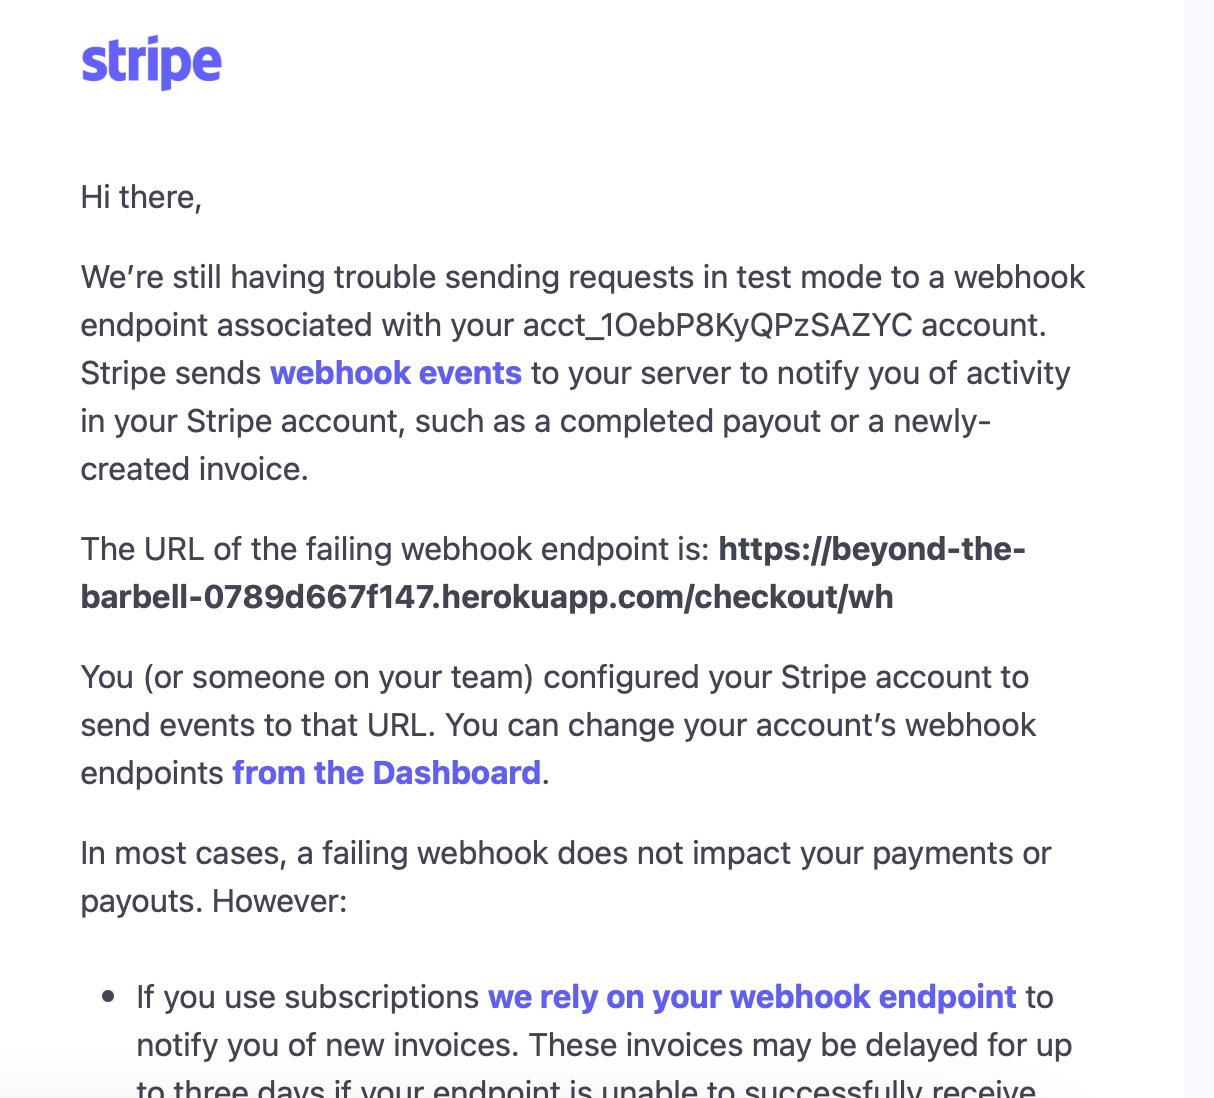 stripe
Hi there,
We’re still having trouble sending requests in test mode to a webhook
endpoint associated with your acct_1OebP8KyQPzSAZYC account.
Stripe sends webhook events to your server to notify you of activity
in your Stripe account, such as a completed payout or a newly-
created invoice.
The URL of the failing webhook endpoint is: https://beyond-the-
barbell-0789d667f147.herokuapp.com/checkout/wh
You (or someone on your team) configured your Stripe account to
send events to that URL. You can change your account’s webhook
endpoints from the Dashboard.
In most cases, a failing webhook does not impact your payments or
payouts. However:
• If you use subscriptions we rely on your webhook endpoint to
notify you of new invoices. These invoices may be delayed for up
to three days if your endpoint is unable to successfully receive